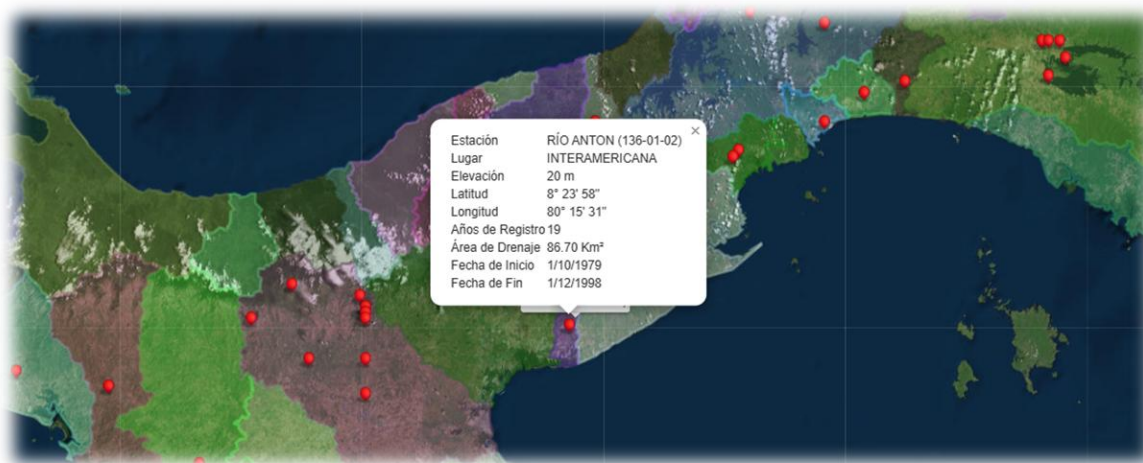 Estación RÍO ANTON (136-01-02)
Lugar INTERAMERICANA
Elevación 20 m
Latitud 8° 23' 58''
Longitud 80° 15' 31''
Años de Registro 19
Área de Drenaje 86.70 Km²
Fecha de Inicio 1/10/1979
Fecha de Fin 1/12/1998